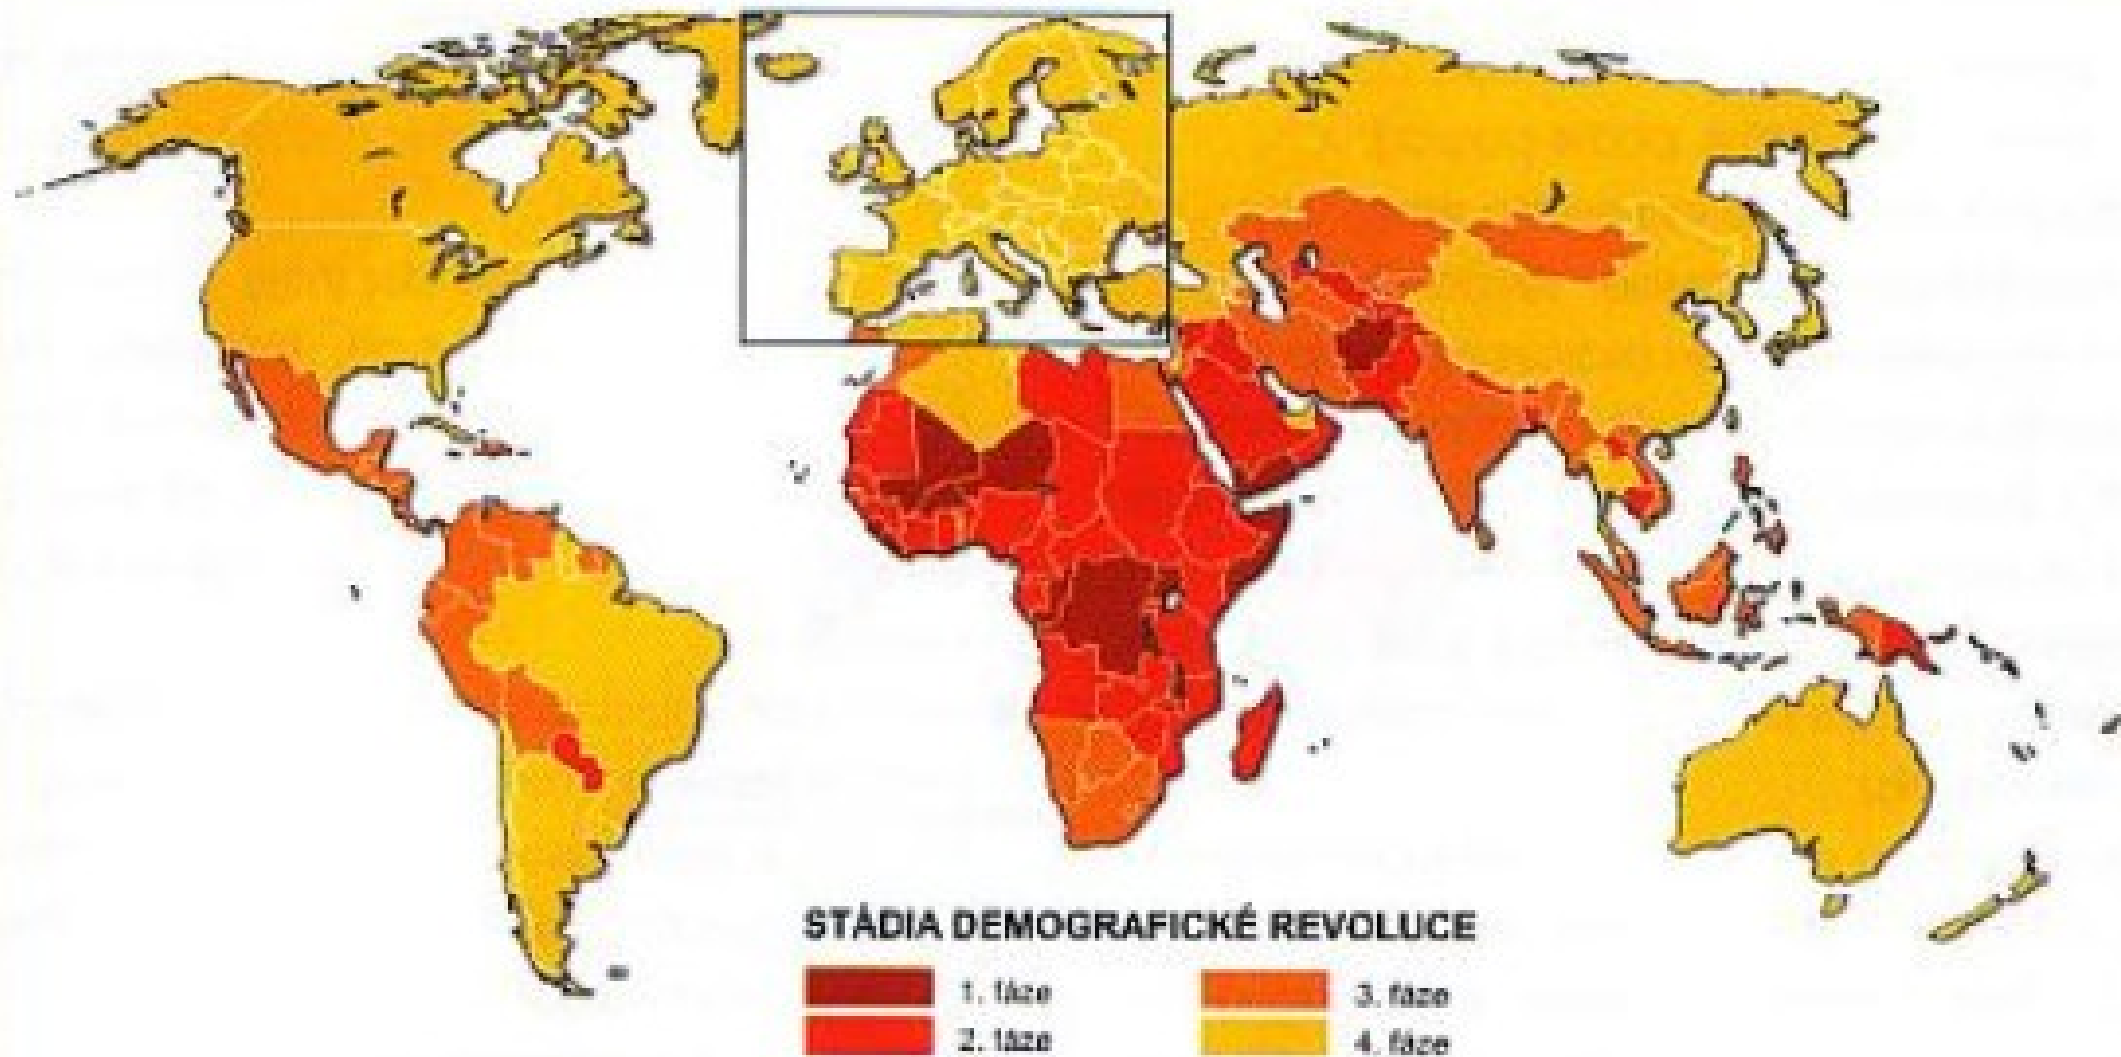 STÁDIA DEMOGRAFICKÉ REVOLUCE
1. fáze
2. fáze
3. fáze
4. fáze